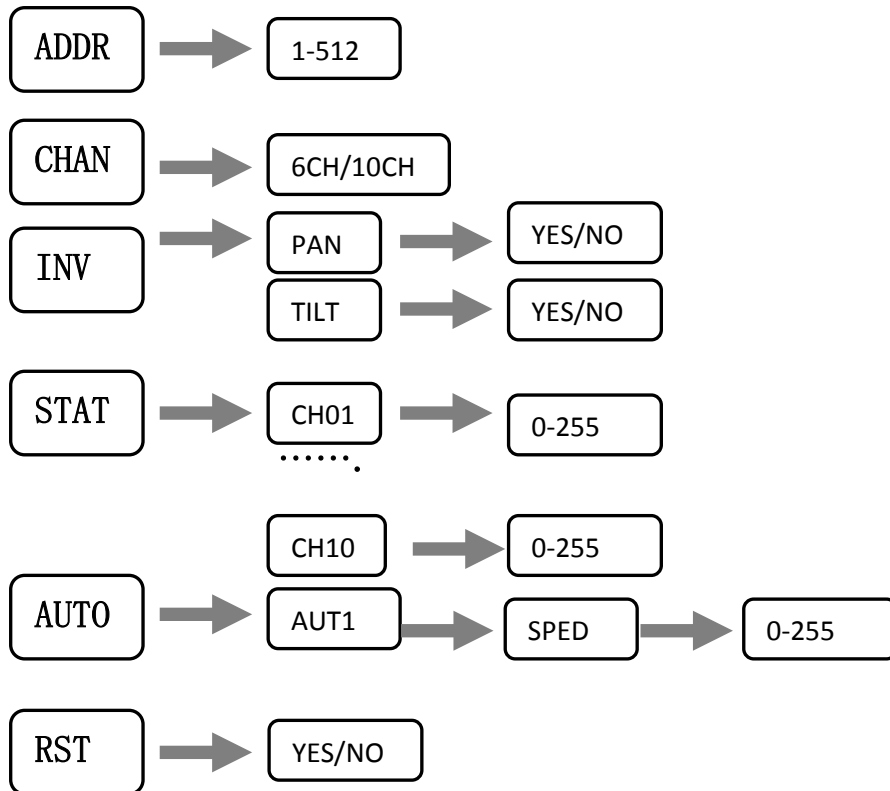 ADDR 1-512
CHAN 6CH/10CH
INV PAN YES/NO
TILT YES/NO
STAT CH01 0-255
......
CH10 0-255
AUTO AUT1 SPED 0-255
RST YES/NO